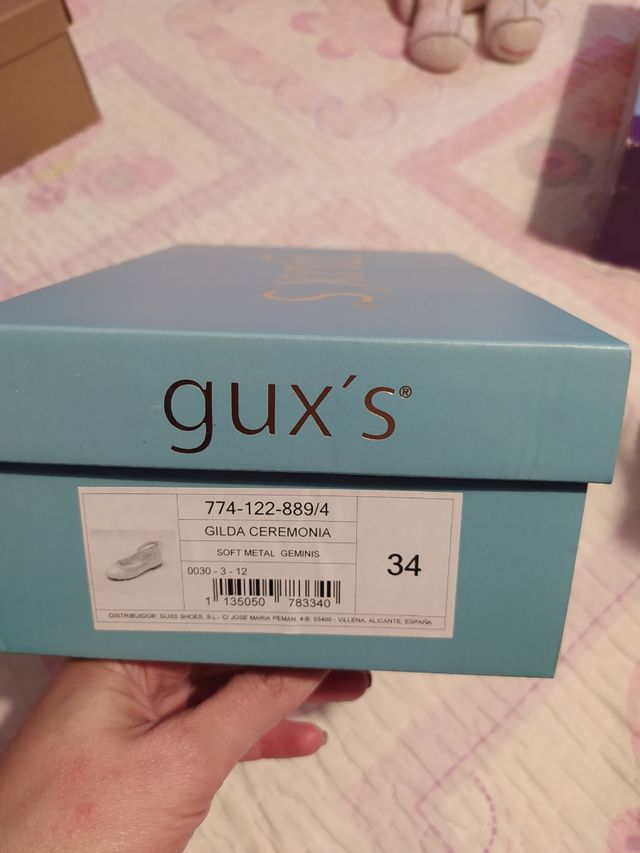 gux's
gux´s®
774-122-889/4
GILDA CEREMONIA
SOFT METAL GEMINIS
34
0030 - 3 - 12
1 135050 783340
DISTRIBUIDOR: GUXS SHOES, S.L.- C/ JOSE MARIA PEMAN, 4-B, 03400 - VILLENA, ALICANTE, ESPAÑA